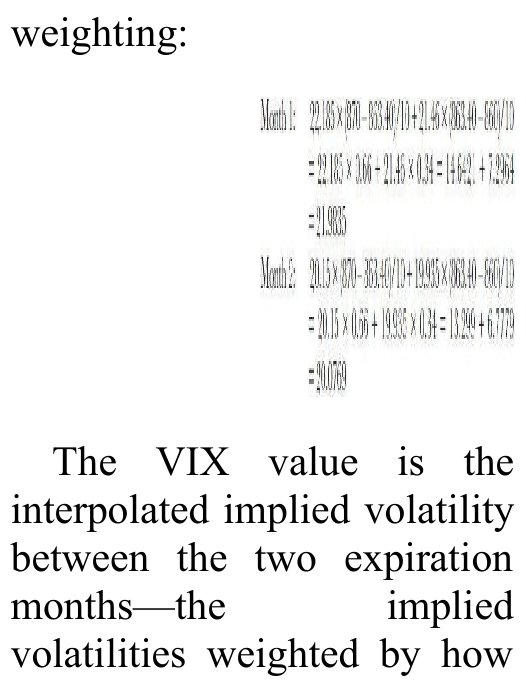 weighting:
Month 1: 22.185 × (870 – 863.40)/10 + 21.46 × (863.40 – 860)/10
= 22.185 × 0.66 + 21.46 × 0.34 = 14.6421 + 7.2964
= 21.9835
Month 2: 20.15 × (870 – 863.40)/10 + 19.935 × (863.40 – 860)/10
= 20.15 × 0.66 + 19.935 × 0.34 = 13.299 + 6.7779
= 20.0769
The VIX value is the
interpolated implied volatility
between the two expiration
months—the implied
volatilities weighted by how